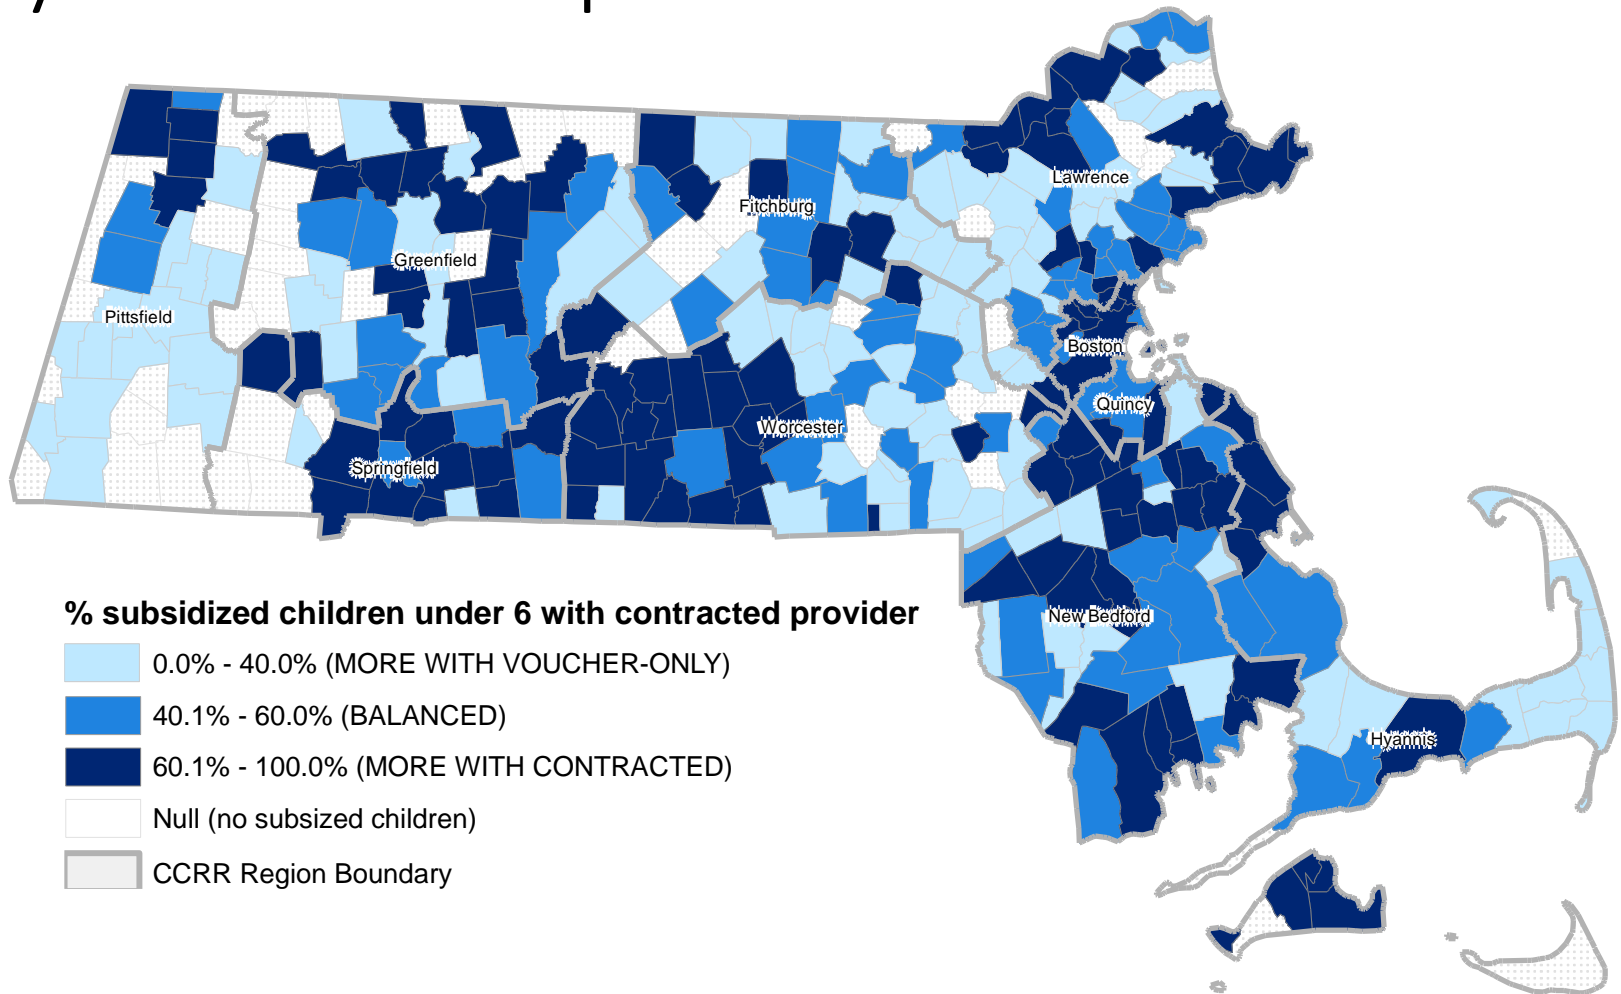 Lawrence
Fitchburg
Greenfield
Pittsfield
Boston
Quincy
Worcester
Springfield
% subsidized children under 6 with contracted provider
New Bedford
0.0% - 40.0% (MORE WITH VOUCHER-ONLY)
40.1% - 60.0% (BALANCED)
Hyannis
60.1% - 100.0% (MORE WITH CONTRACTED)
Null (no subsized children)
CCRR Region Boundary